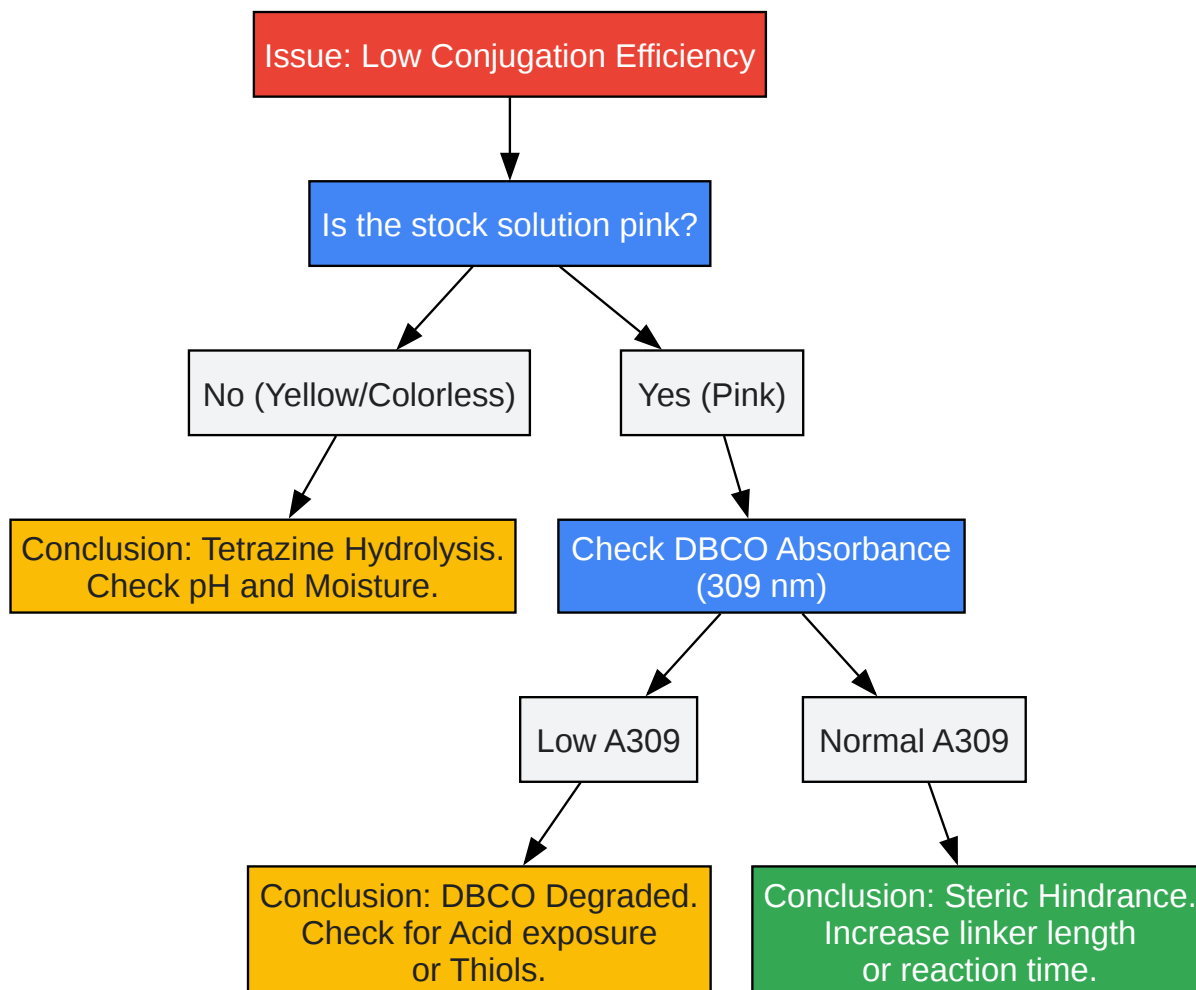 Issue: Low Conjugation Efficiency
Is the stock solution pink?
No (Yellow/Colorless)
Yes (Pink)
Conclusion: Tetrazine Hydrolysis.
Check pH and Moisture.
Check DBCO Absorbance
(309 nm)
Low A309
Normal A309
Conclusion: DBCO Degraded.
Check for Acid exposure
or Thiols.
Conclusion: Steric Hindrance.
Increase linker length
or reaction time.